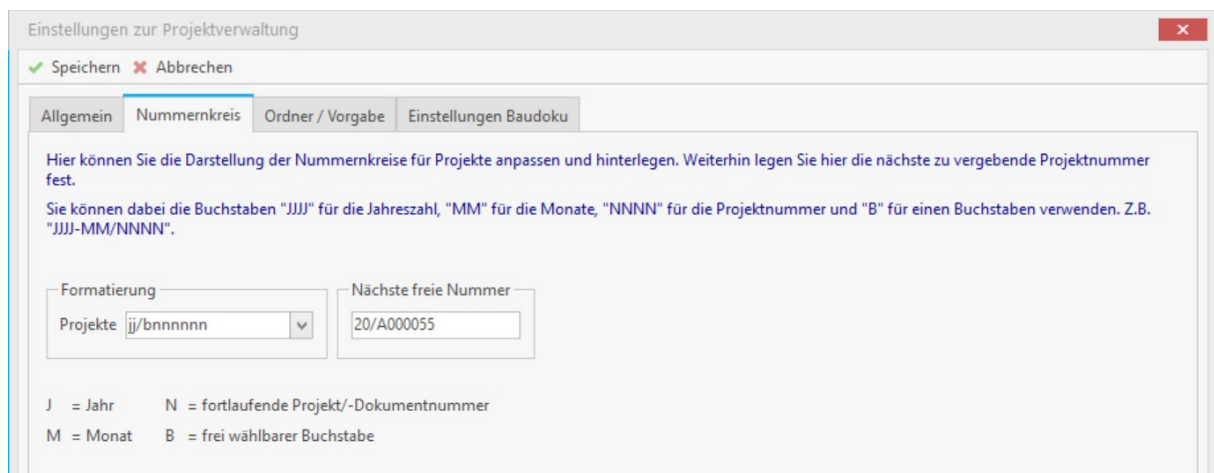 Einstellungen zur Projektverwaltung
Speichern Abbrechen
Allgemein Nummernkreis Ordner / Vorgabe Einstellungen Baudoku
Hier können Sie die Darstellung der Nummernkreise für Projekte anpassen und hinterlegen. Weiterhin legen Sie hier die nächste zu vergebende Projektnummer
fest.
Sie können dabei die Buchstaben "JJJJ" für die Jahreszahl, "MM" für die Monate, "NNNN" für die Projektnummer und "B" für einen Buchstaben verwenden. Z.B.
"JJJJ-MM/NNNN".
Formatierung Nächste freie Nummer
Projekte jj/bnnnnnn 20/A000055
J = Jahr N = fortlaufende Projekt/-Dokumentnummer
M = Monat B = frei wählbarer Buchstabe